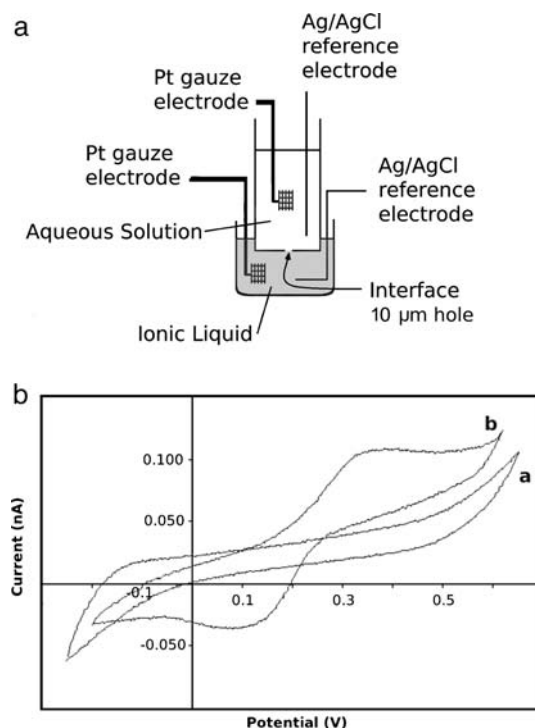 a
Ag/AgCl
reference
electrode
Pt gauze
electrode
Pt gauze
electrode
Ag/AgCl
reference
electrode
Aqueous Solution
Interface
10 µm hole
Ionic Liquid
b
b
a
0.100
0.050
-0.050
-0.1
0.1
0.3
0.5
Current (nA)
Potential (V)